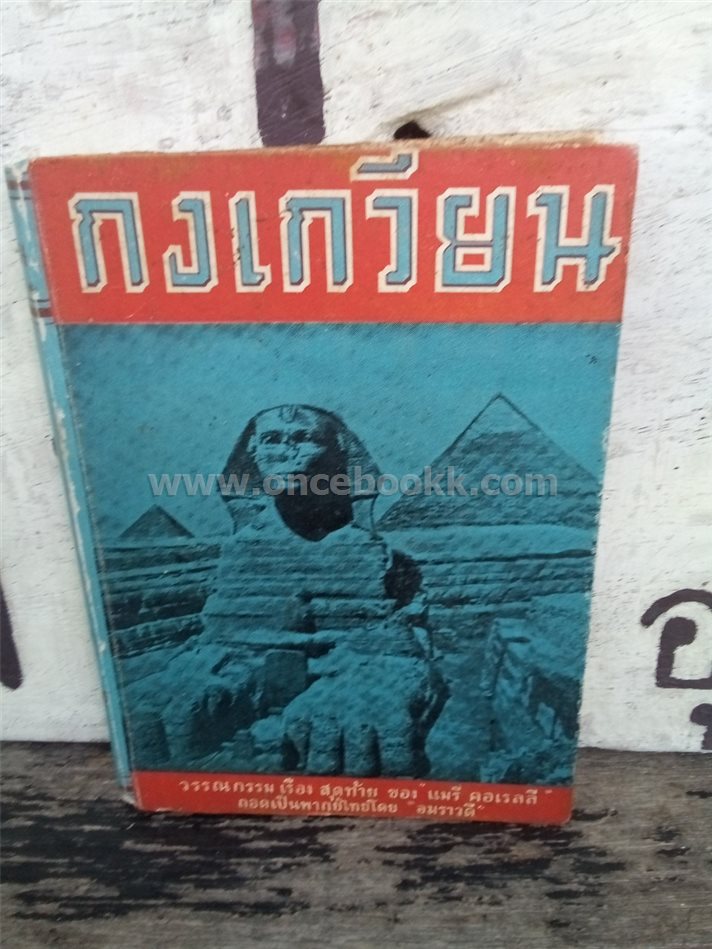 กงเกวียน
www.oncebookk.com
วรรณกรรม เรื่อง สุดท้าย ของ "แมรี คอเรลลี"
ถอดเป็นพากย์ไทยโดย "อมราวดี"